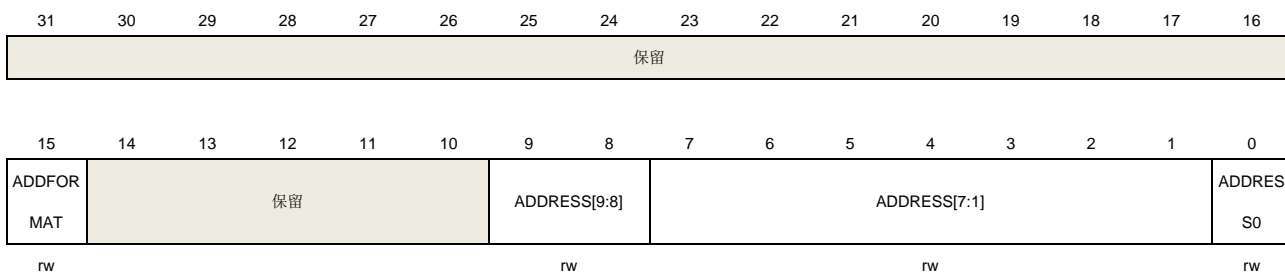 31 30 29 28 27 26 25 24 23 22 21 20 19 18 17 16
保留
15 14 13 12 11 10 9 8 7 6 5 4 3 2 1 0
ADDFOR
MAT
保留
ADDRESS[9:8]
ADDRESS[7:1]
ADDRES
S0
rw rw rw rw